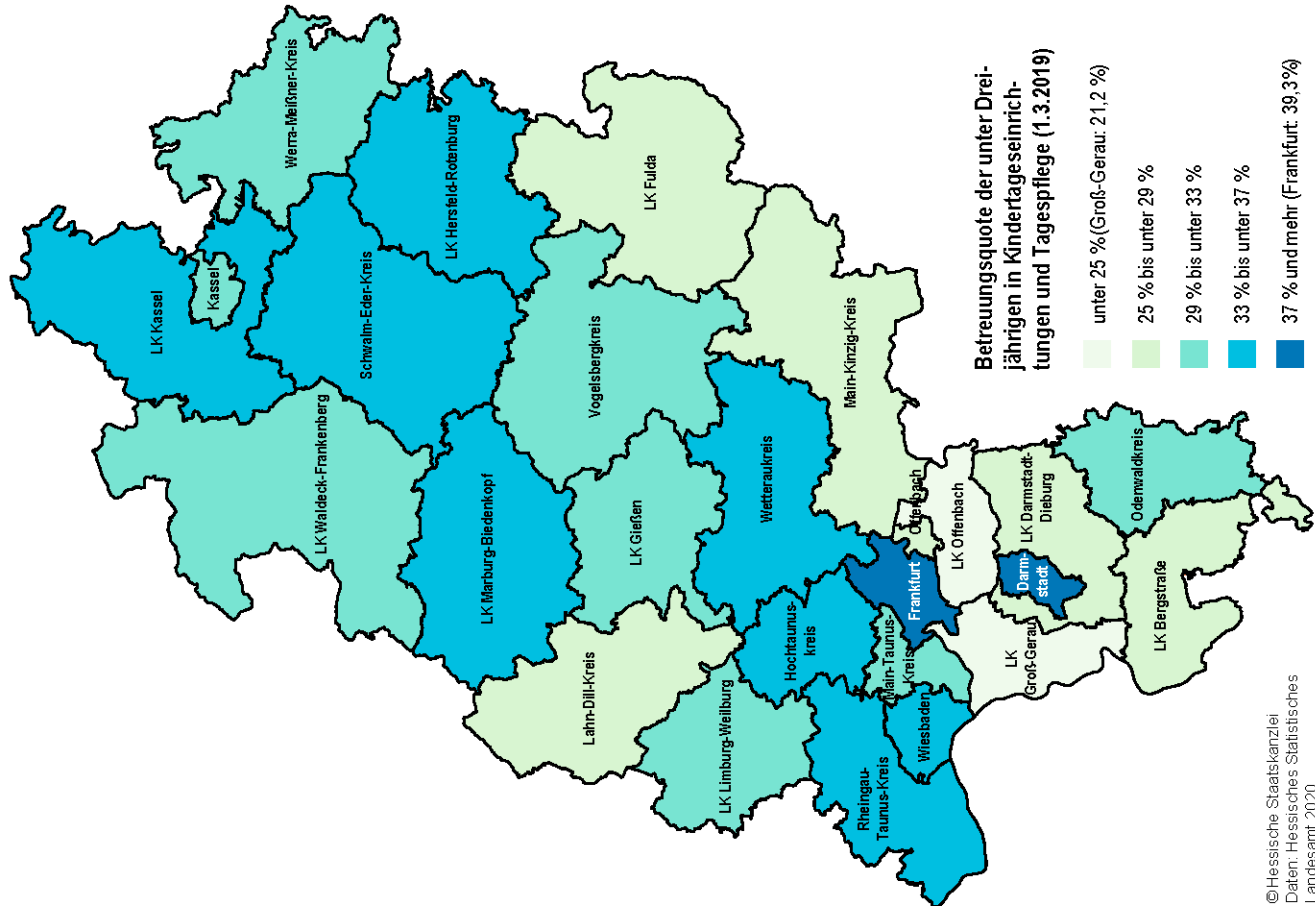 Werra-Meißner-Kreis
LK Kassel
Kassel
LK Hersfeld-Rotenburg
Schwalm-Eder-Kreis
LK Waldeck-Frankenberg
LK Fulda
Vogelsbergkreis
LK Marburg-Biedenkopf
LK Gießen
Lahn-Dill-Kreis
Main-Kinzig-Kreis
Wetteraukreis
Hochtaunus-
kreis
LK Limburg-Weilburg
Rheingau-
Taunus-Kreis
Wiesbaden
Main-Taunus-
Kreis
Frankfurt
Offenbach
LK Offenbach
LK
Groß-Gerau
Darm-
stadt
LK Darmstadt-
Dieburg
Odenwaldkreis
LK Bergstraße
Betreuungsquote der unter Drei-
jährigen in Kindertageseinrich-
tungen und Tagespflege (1.3.2019)
unter 25 % (Groß-Gerau: 21,2 %)
25 % bis unter 29 %
29 % bis unter 33 %
33 % bis unter 37 %
37 % und mehr (Frankfurt: 39,3%)
©Hessische Staatskanzlei
Daten: Hessisches Statistisches
Landesamt 2020